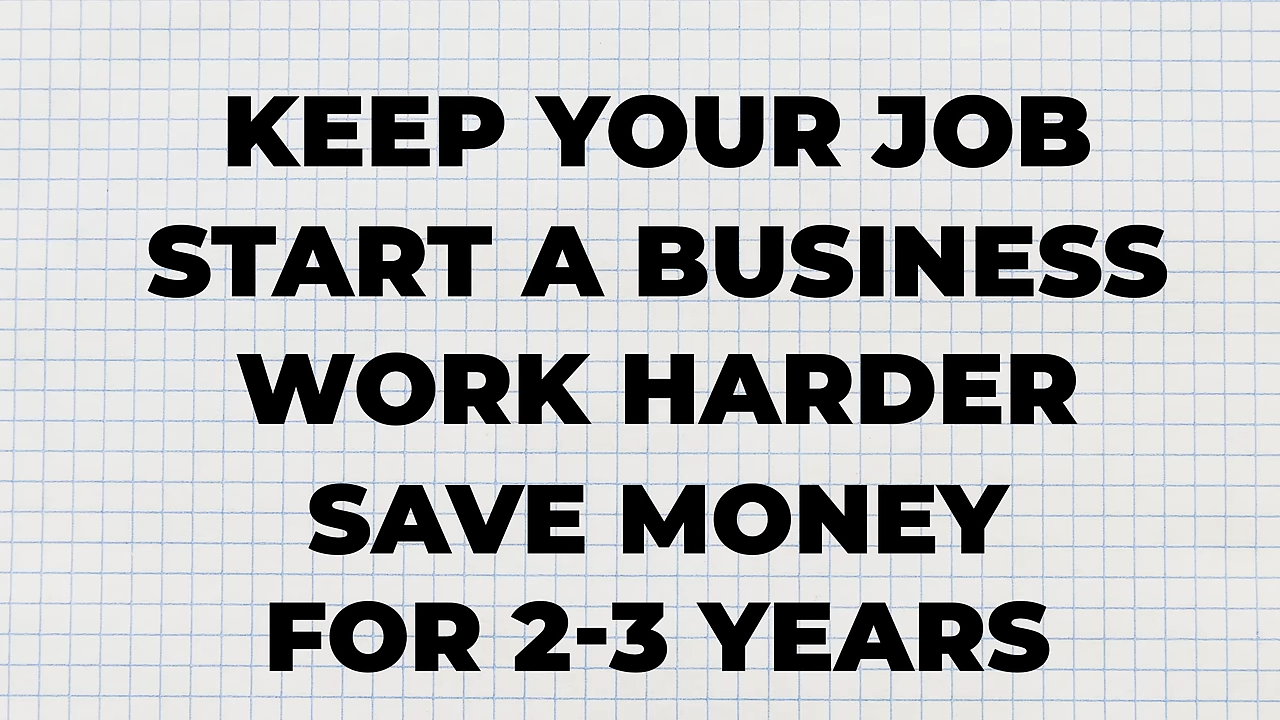 KEEP YOUR JOB
START A BUSINESS
WORK HARDER
SAVE MONEY
FOR 2-3 YEARS